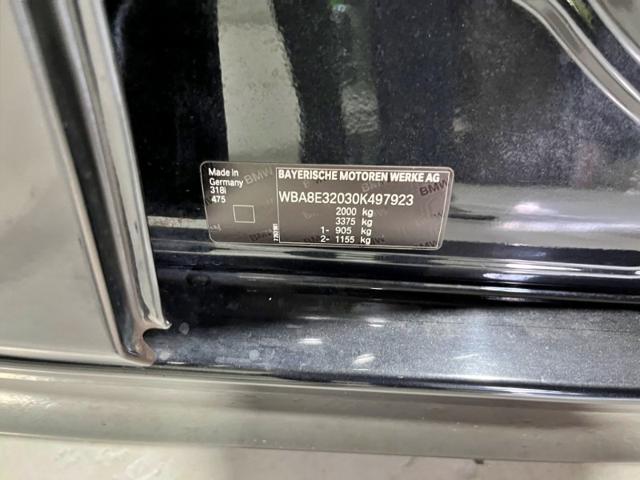 Made in
Germany
318i
475
BAYERISCHE MOTOREN WERKE AG
WBA8E32030K497923
2000 kg
3375 kg
1- 905 kg
2- 1155 kg